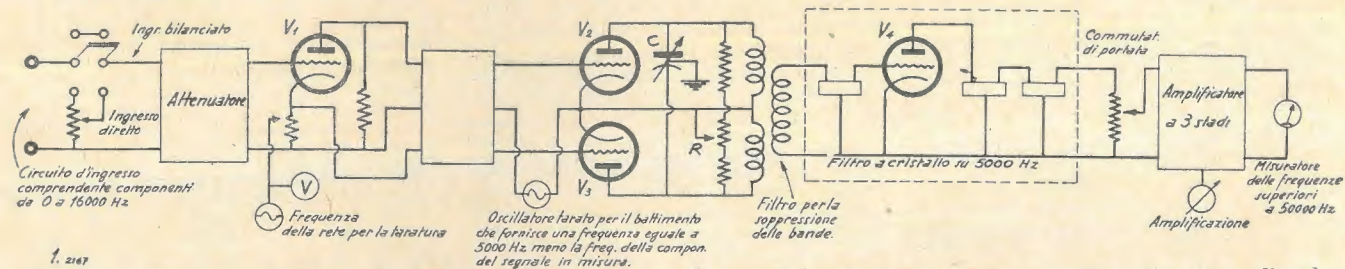 Ingr. bilanciato
V1
V2
C
V4
Commutat.
di portata
Attenuatore
Ingresso
diretto
R
Amplificatore
a 3 stadi
V
V3
Filtro a cristallo su 5000 Hz
Circuito d'ingresso
comprendente componenti
da 0 a 16000 Hz
Frequenza
della rete per la taratura
Oscillatore tarato per il battimento
che fornisce una frequenza eguale a
5000 Hz meno la freq. della compon.
del segnale in misura.
Filtro per la
soppressione
delle bande.
Amplificazione
Misuratore
delle frequenze
superiori
a 50000 Hz
1. 2167